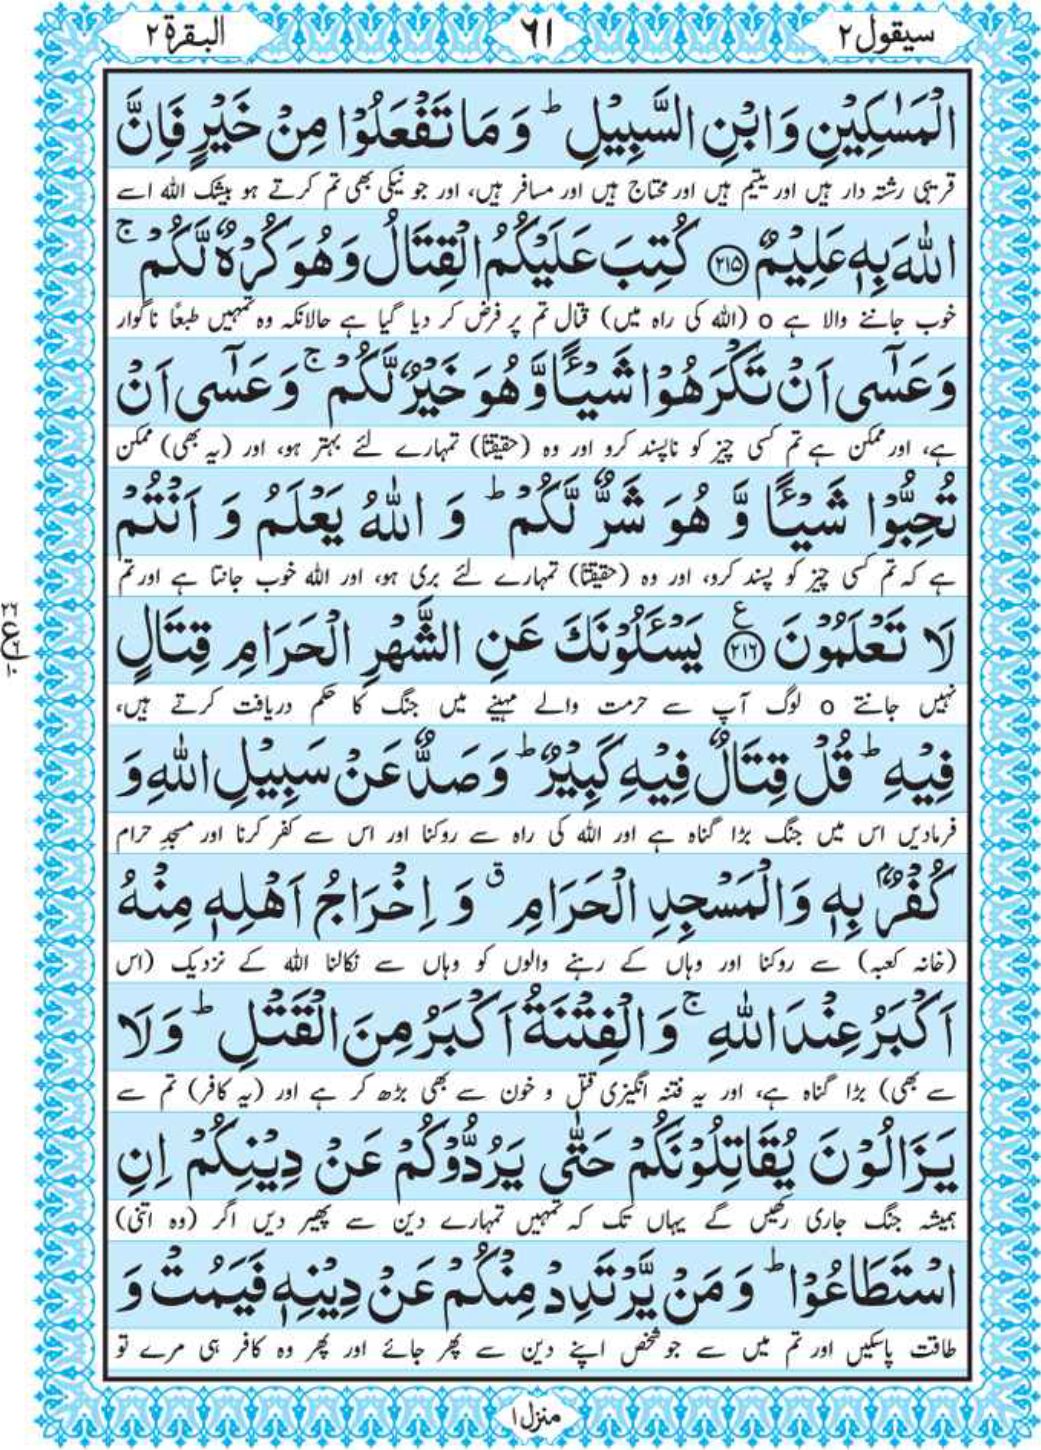 سیقول ۲
٦١
البقرة ۲
الْمَسٰكِيْنِ وَابْنِ السَّبِيْلِ ؕ وَ مَا تَفْعَلُوْا مِنْ خَيْرٍ فَاِنَّ
قریبی رشتہ دار ہیں اور یتیم ہیں اور محتاج ہیں اور مسافر ہیں، اور جو نیکی بھی تم کرتے ہو بیشک اللہ اسے
اللّٰهَ بِهٖ عَلِيْمٌ ﴿۲۱۵﴾ كُتِبَ عَلَيْكُمُ الْقِتَالُ وَ هُوَ كُرْهٌ لَّكُمْ ۚ
خوب جاننے والا ہے o (اللہ کی راہ میں) قتال تم پر فرض کر دیا گیا ہے حالانکہ وہ تمہیں طبعاً ناگوار
وَعَسٰۤى اَنْ تَكْرَهُوْا شَيْـًٔا وَّ هُوَ خَيْرٌ لَّكُمْ ۚ وَعَسٰۤى اَنْ
ہے، اور ممکن ہے تم کسی چیز کو ناپسند کرو اور وہ (حقیقتاً) تمہارے لئے بہتر ہو، اور (یہ بھی) ممکن
تُحِبُّوْا شَيْـًٔا وَّ هُوَ شَرٌّ لَّكُمْ ؕ وَ اللّٰهُ يَعْلَمُ وَ اَنْتُمْ
ہے کہ تم کسی چیز کو پسند کرو، اور وہ (حقیقتاً) تمہارے لئے بری ہو، اور اللہ خوب جانتا ہے اور تم
لَا تَعْلَمُوْنَ ﴿۲۱۶﴾ ع يَسْـَٔلُوْنَكَ عَنِ الشَّهْرِ الْحَرَامِ قِتَالٍ
۲۶
ع
۶
۱۰
نہیں جانتے o لوگ آپ سے حرمت والے مہینے میں جنگ کا حکم دریافت کرتے ہیں،
فِيْهِ ؕ قُلْ قِتَالٌ فِيْهِ كَبِيْرٌ ؕ وَ صَدٌّ عَنْ سَبِيْلِ اللّٰهِ وَ
فرمادیں اس میں جنگ بڑا گناہ ہے اور اللہ کی راہ سے روکنا اور اس سے کفر کرنا اور مسجدِ حرام
كُفْرٌۢ بِهٖ وَالْمَسْجِدِ الْحَرَامِ ٯ وَ اِخْرَاجُ اَهْلِهٖ مِنْهُ
(خانہ کعبہ) سے روکنا اور وہاں کے رہنے والوں کو وہاں سے نکالنا اللہ کے نزدیک (اس
اَكْبَرُ عِنْدَ اللّٰهِ ۚ وَ الْفِتْنَةُ اَكْبَرُ مِنَ الْقَتْلِ ؕ وَ لَا
سے بھی) بڑا گناہ ہے، اور یہ فتنہ انگیزی قتل و خون سے بھی بڑھ کر ہے اور (یہ کافر) تم سے
يَزَالُوْنَ يُقَاتِلُوْنَكُمْ حَتّٰى يَرُدُّوْكُمْ عَنْ دِيْنِكُمْ اِنِ
ہمیشہ جنگ جاری رکھیں گے یہاں تک کہ تمہیں تمہارے دین سے پھیر دیں اگر (وہ اتنی)
اسْتَطَاعُوْا ؕ وَ مَنْ يَّرْتَدِدْ مِنْكُمْ عَنْ دِيْنِهٖ فَيَمُتْ وَ
طاقت پاسکیں اور تم میں سے جو شخص اپنے دین سے پھر جائے اور پھر وہ کافر ہی مرے تو
منزل ۱